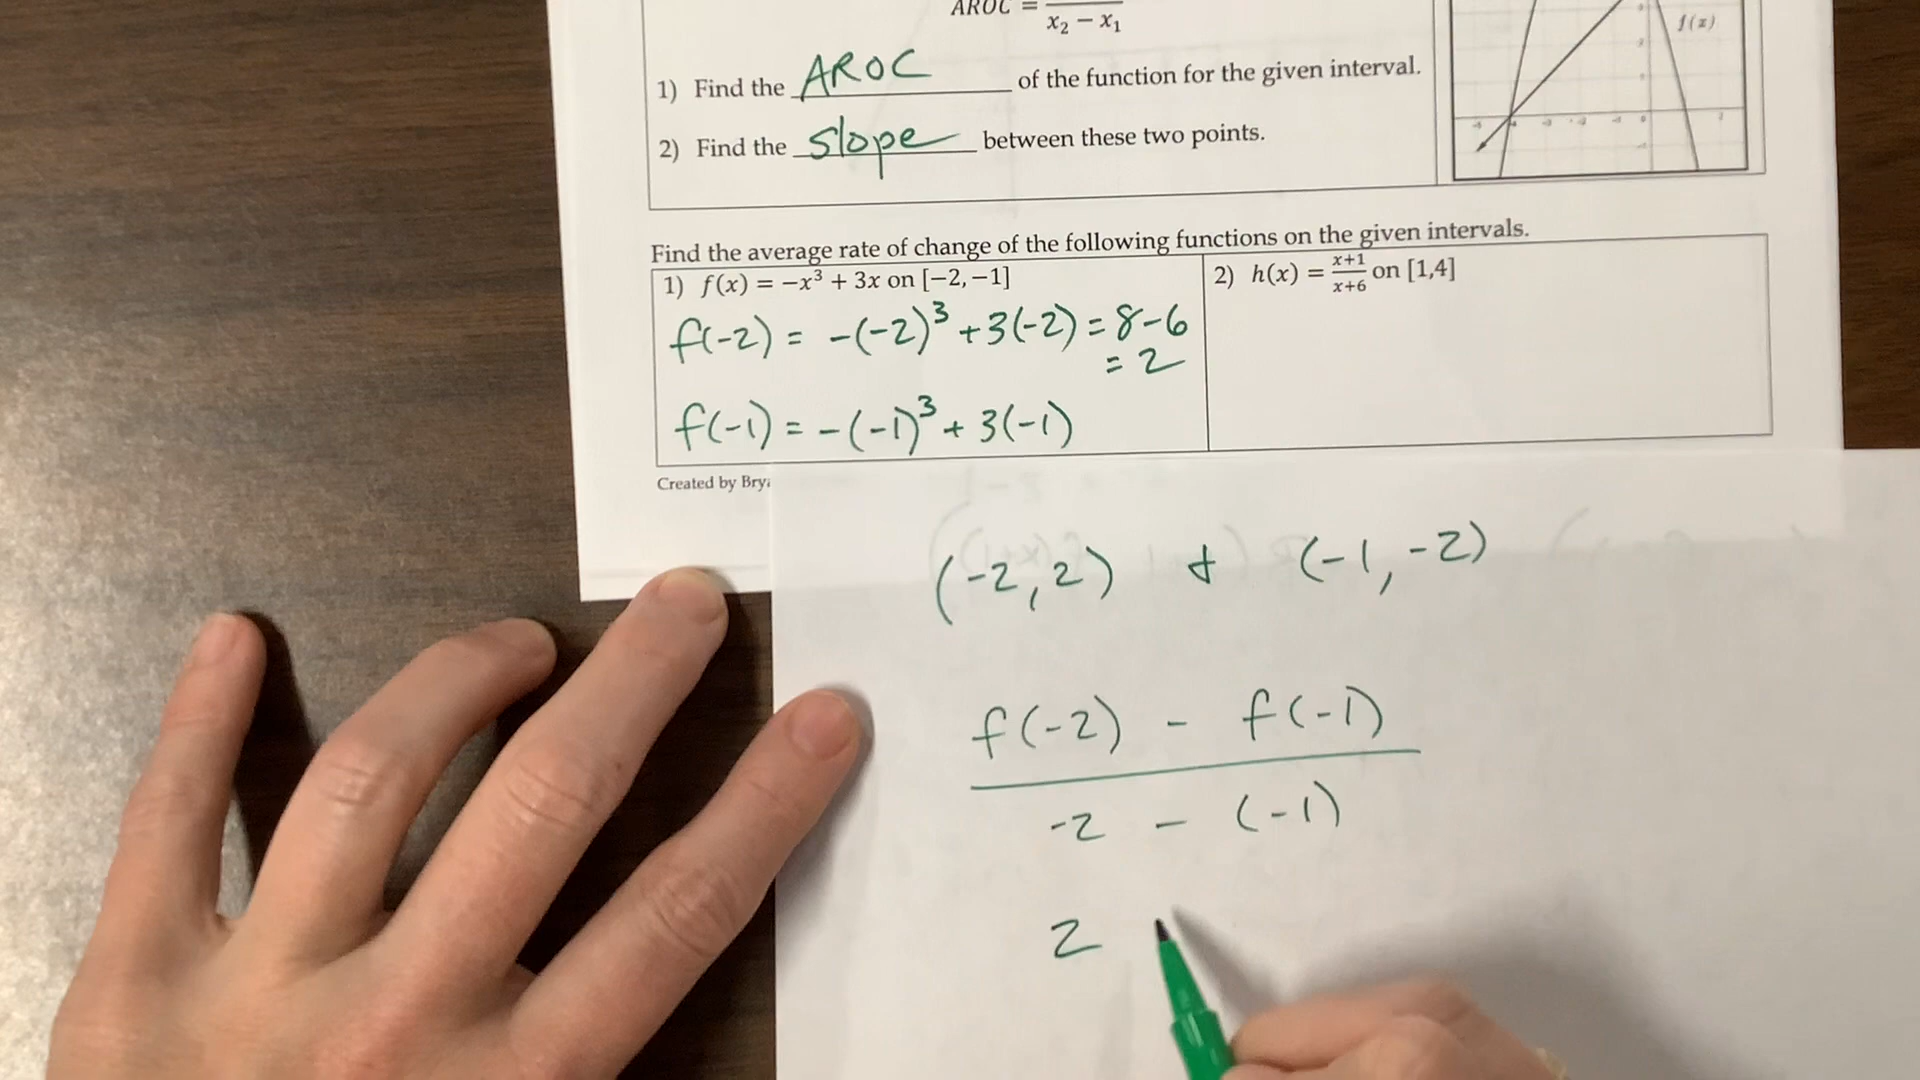 AROC = x₂ − x₁
f(x)
1) Find the AROC of the function for the given interval.
2) Find the slope between these two points.
Find the average rate of change of the following functions on the given intervals.
1) f(x) = −x³ + 3x on [−2, −1]
f(-2) = -(-2)³ + 3(-2) = 8-6
= 2
f(-1) = -(-1)³ + 3(-1)
2) h(x) = x+1/x+6 on [1,4]
Created by
(-2, 2) & (-1, -2)
f(-2) - f(-1)
-2 - (-1)
2